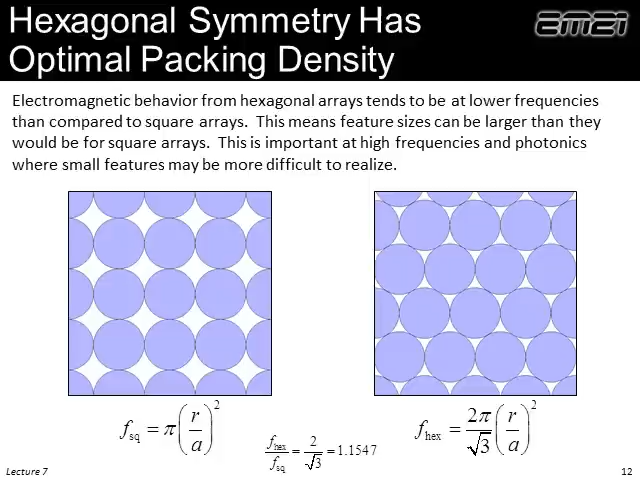 Hexagonal Symmetry Has
Optimal Packing Density
EM21
Electromagnetic behavior from hexagonal arrays tends to be at lower frequencies
than compared to square arrays.  This means feature sizes can be larger than they
would be for square arrays.  This is important at high frequencies and photonics
where small features may be more difficult to realize.
f_sq = π(r/a)^2
f_hex/f_sq = 2/√3 = 1.1547
f_hex = 2π/√3 (r/a)^2
Lecture 7
12